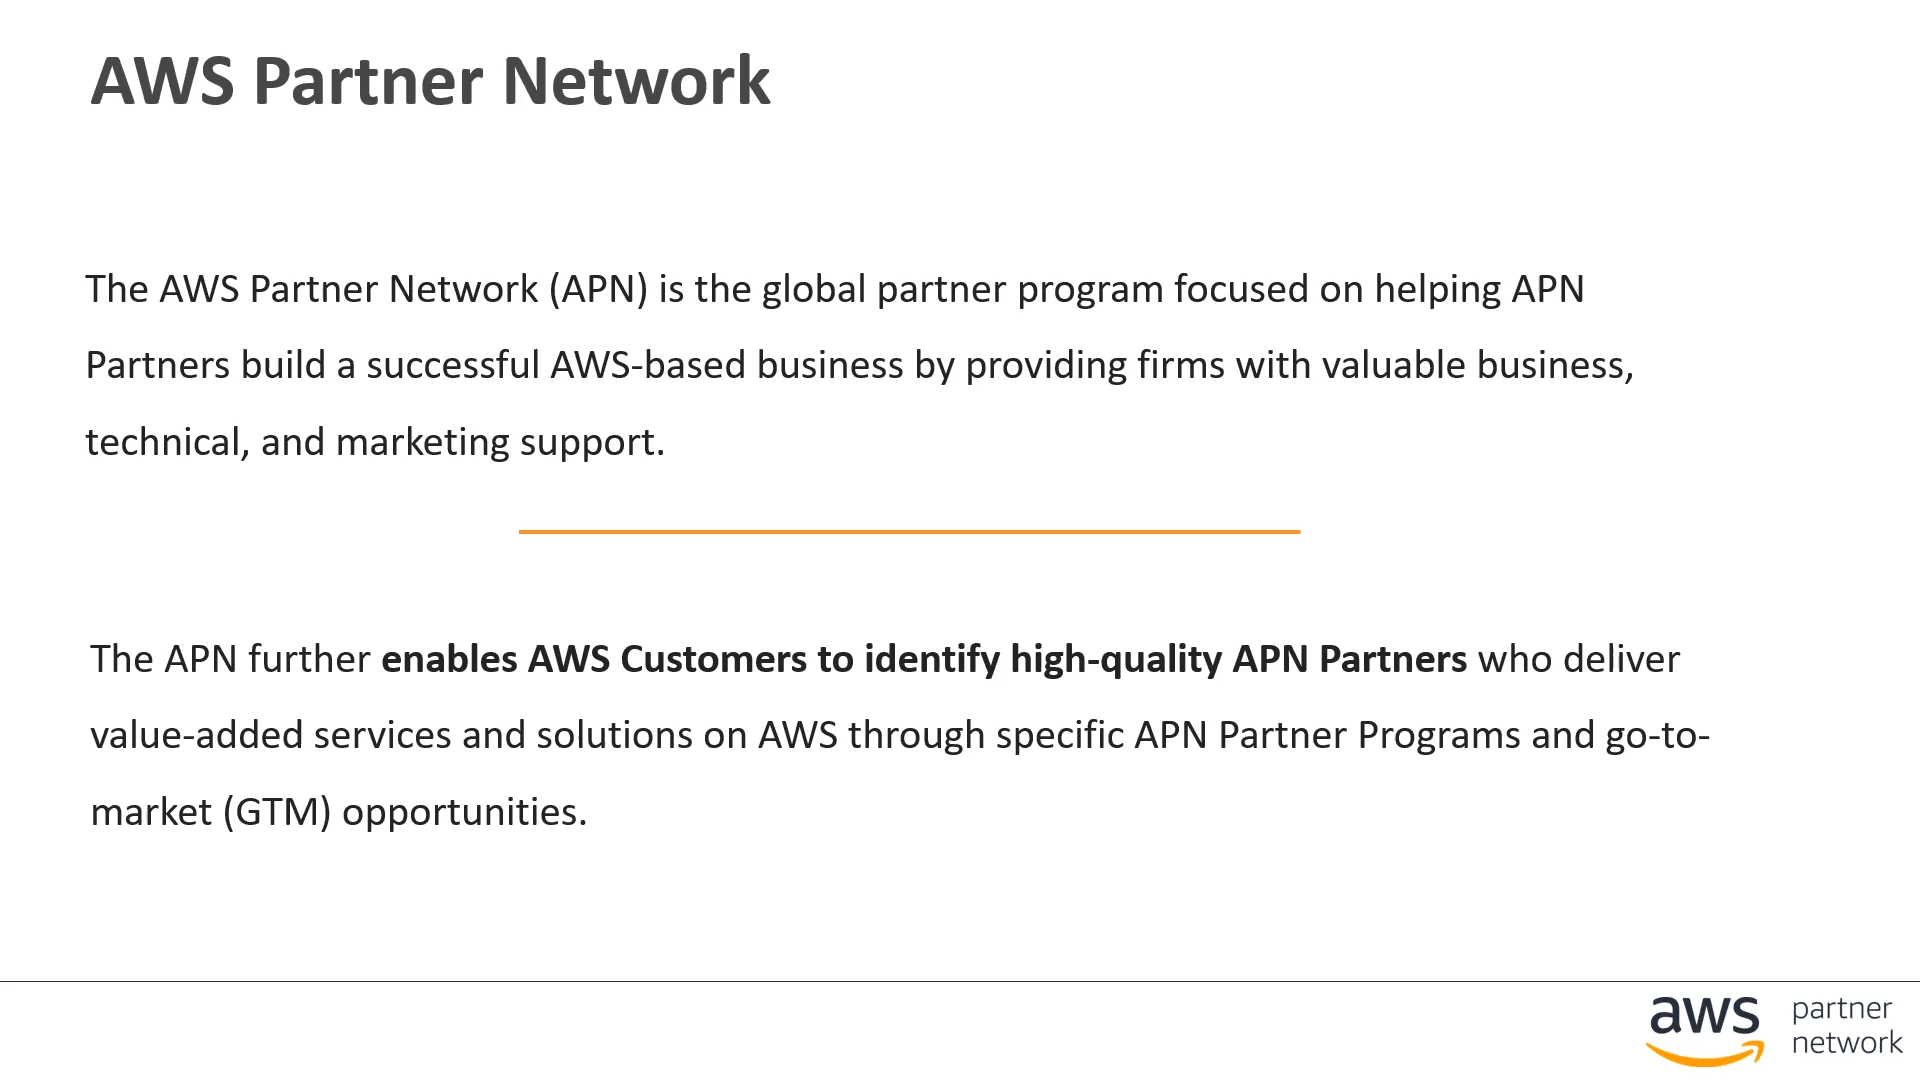 AWS Partner Network
The AWS Partner Network (APN) is the global partner program focused on helping APN
Partners build a successful AWS-based business by providing firms with valuable business,
technical, and marketing support.
The APN further enables AWS Customers to identify high-quality APN Partners who deliver
value-added services and solutions on AWS through specific APN Partner Programs and go-to-
market (GTM) opportunities.
aws partner
network